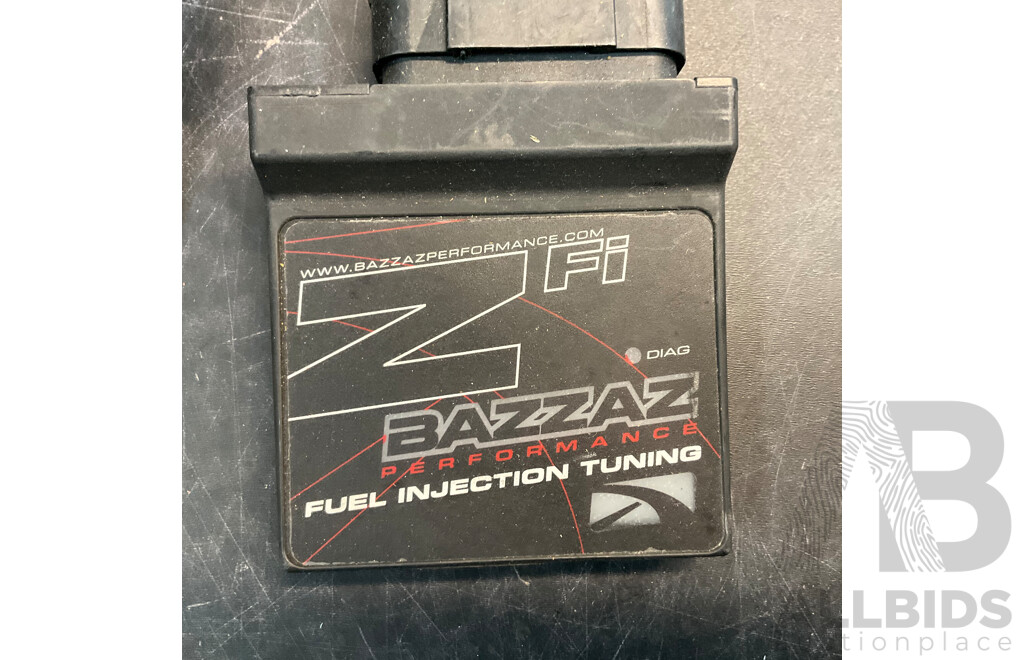 WWW.BAZZAZPERFORMANCE.COM
Z Fi
DIAG
BAZZAZ
PERFORMANCE
FUEL INJECTION TUNING